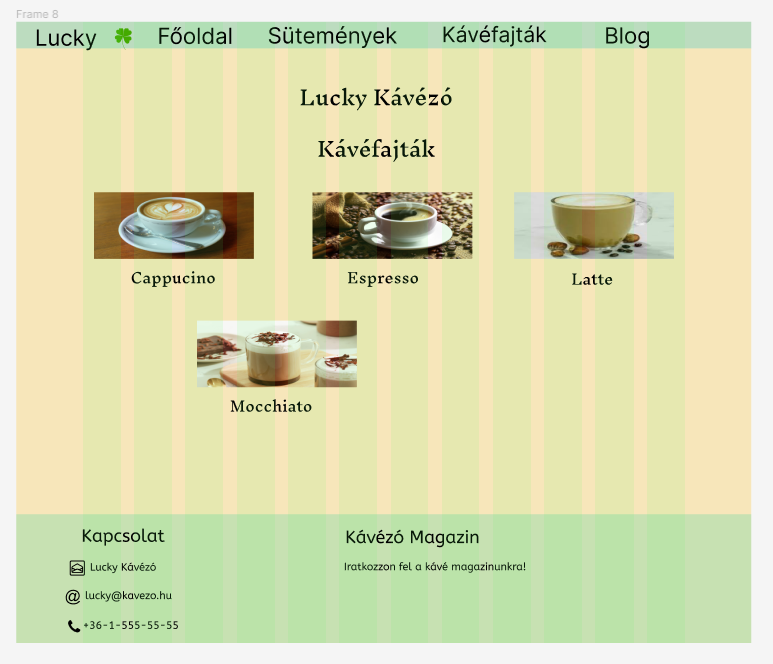 Frame 8
Lucky Főoldal Sütemények Kávéfajták Blog
Lucky Kávézó
Kávéfajták
Cappucino Espresso Latte
Mocchiato
Kapcsolat Kávézó Magazin
Lucky Kávézó Iratkozzon fel a kávé magazinunkra!
lucky@kavezo.hu
+36-1-555-55-55